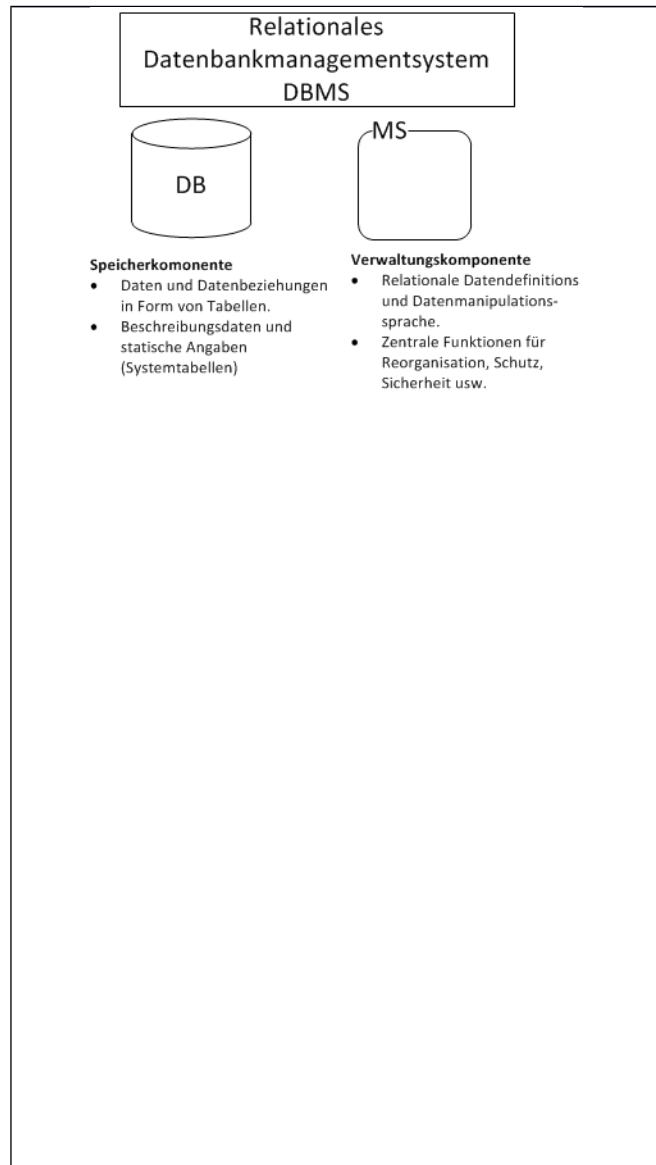 Relationales
Datenbankmanagementsystem
DBMS
DB
MS
Speicherkomonente
• Daten und Datenbeziehungen
in Form von Tabellen.
• Beschreibungsdaten und
statische Angaben
(Systemtabellen)
Verwaltungskomponente
• Relationale Datendefinitions
und Datenmanipulations-
sprache.
• Zentrale Funktionen für
Reorganisation, Schutz,
Sicherheit usw.